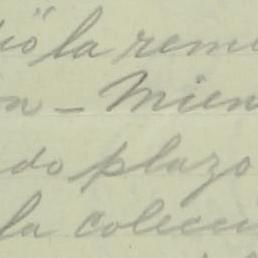 ió" la remi
n - Mien
do plazo
la colecci